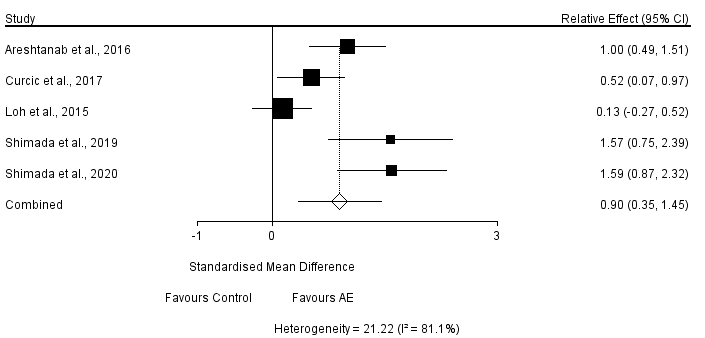 Study Relative Effect (95% CI)
Areshtanab et al., 2016 1.00 (0.49, 1.51)
Curcic et al., 2017 0.52 (0.07, 0.97)
Loh et al., 2015 0.13 (-0.27, 0.52)
Shimada et al., 2019 1.57 (0.75, 2.39)
Shimada et al., 2020 1.59 (0.87, 2.32)
Combined 0.90 (0.35, 1.45)
-1 0 3
Standardised Mean Difference
Favours Control Favours AE
Heterogeneity = 21.22 (I² = 81.1%)